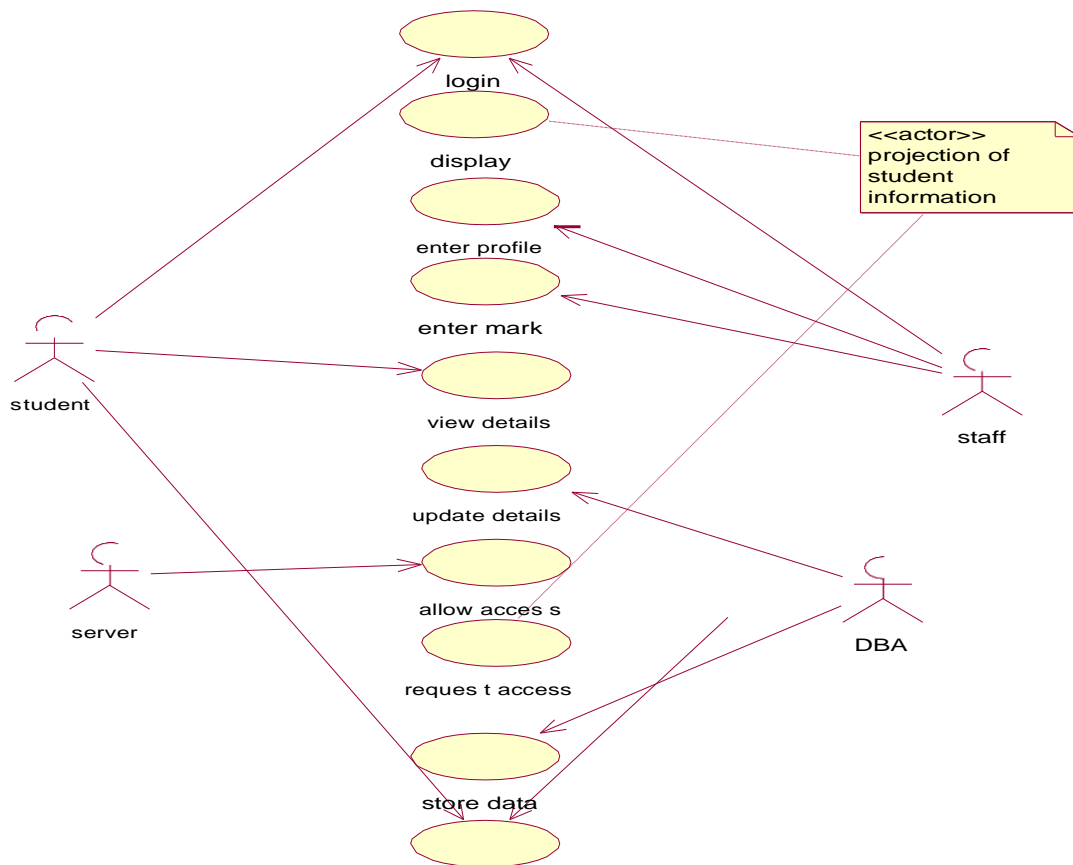 login
display
<<actor>>
projection of
student
information
enter profile
enter mark
student
view details
staff
update details
allow acces s
server
DBA
reques t access
store data